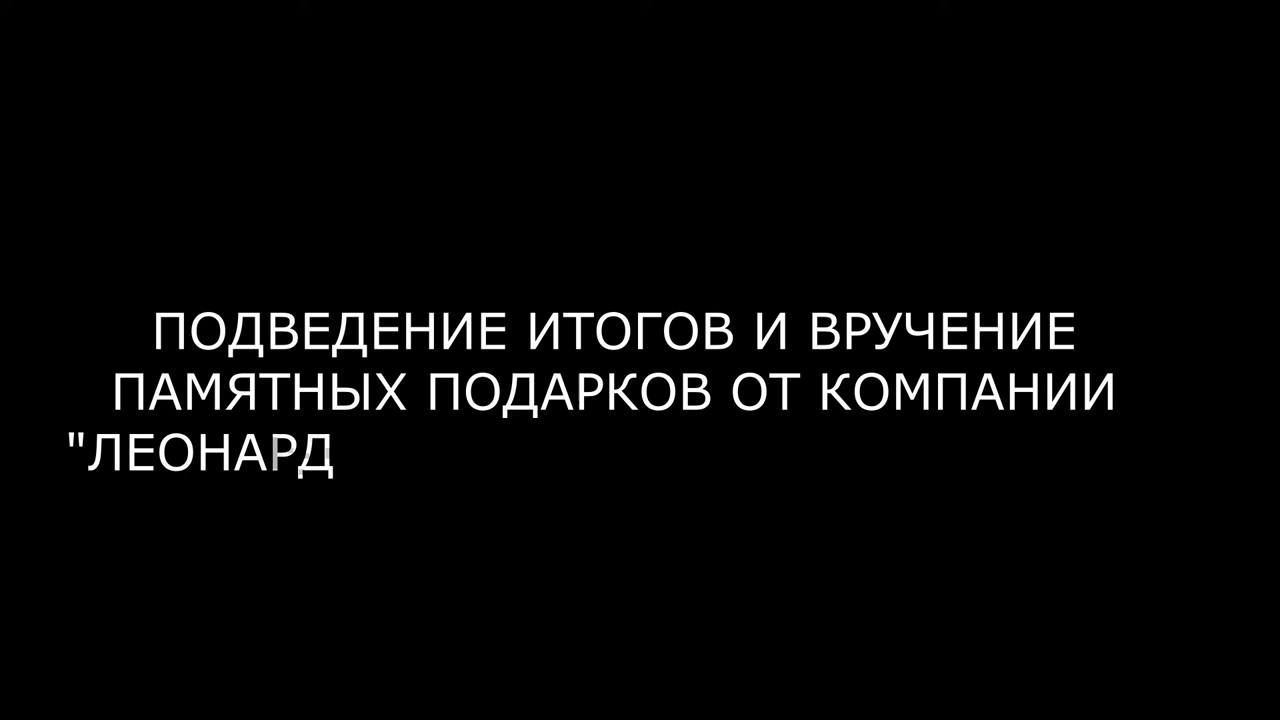 ПОДВЕДЕНИЕ ИТОГОВ И ВРУЧЕНИЕ
ПАМЯТНЫХ ПОДАРКОВ ОТ КОМПАНИИ
"ЛЕОНАРД